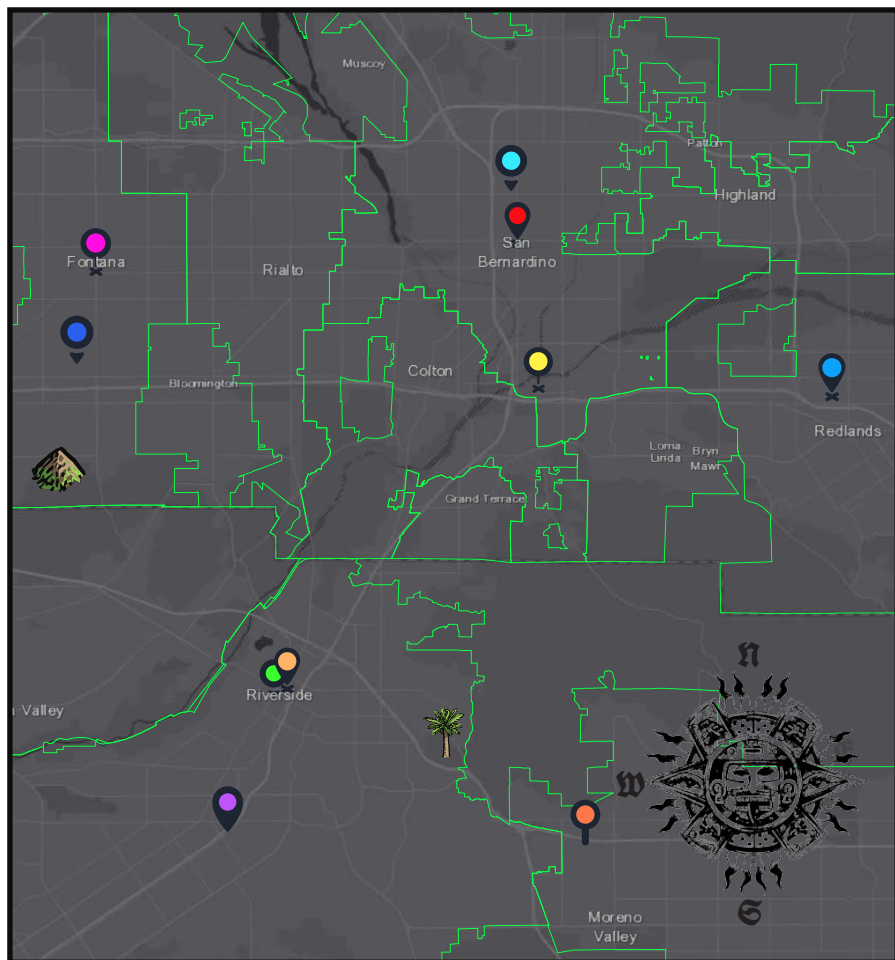 Muscoy
Patton
Highland
San
Bernardino
Fontana
Rialto
Colton
Bloomington
Redlands
Loma
Linda
Bryn
Mawr
Grand Terrace
n
Riverside
Valley
W
Moreno
Valley
S